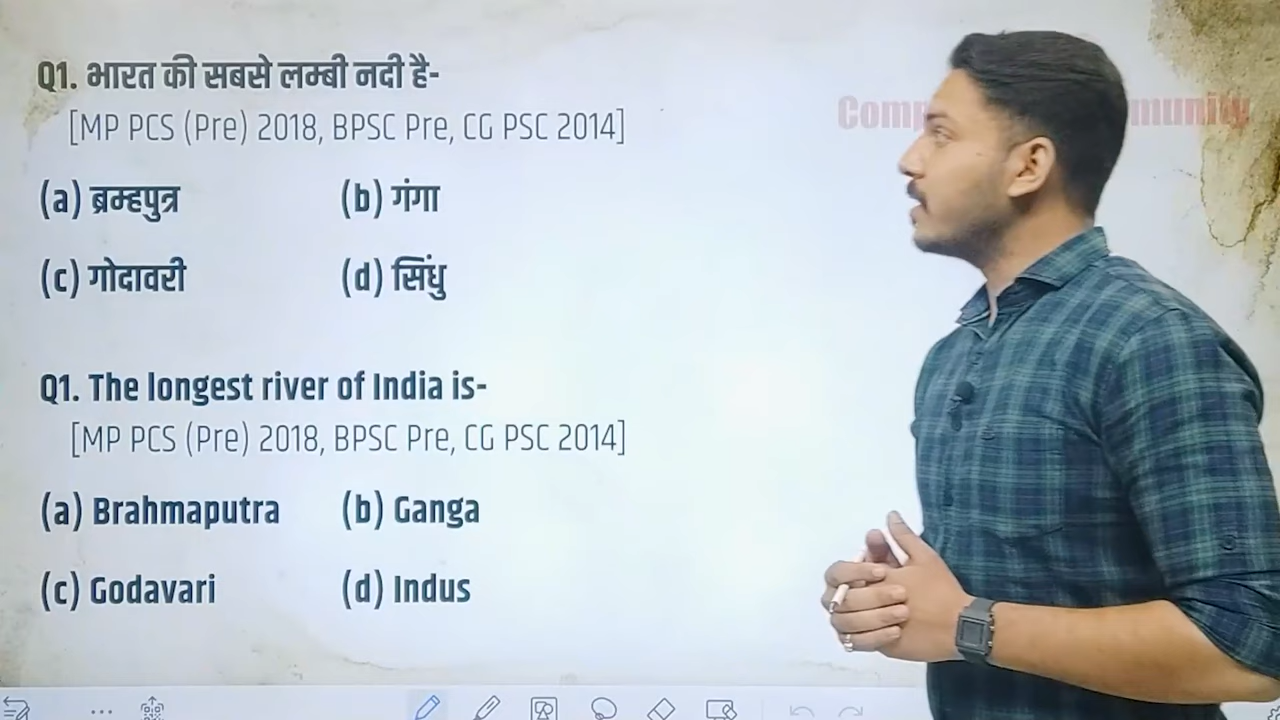 Q1. भारत की सबसे लम्बी नदी है-
[MP PCS (Pre) 2018, BPSC Pre, CG PSC 2014]
(a) ब्रम्हपुत्र (b) गंगा
(c) गोदावरी (d) सिंधु
Q1. The longest river of India is-
[MP PCS (Pre) 2018, BPSC Pre, CG PSC 2014]
(a) Brahmaputra (b) Ganga
(c) Godavari (d) Indus